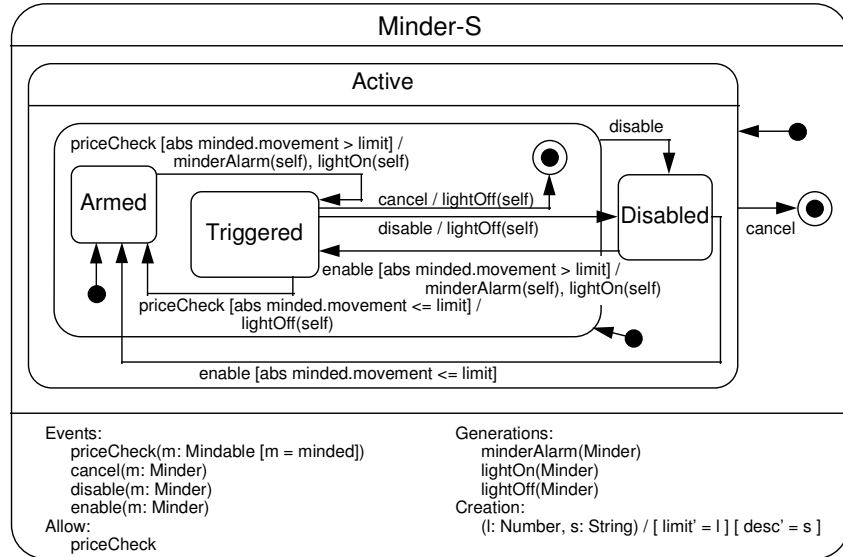 Minder-S
Active
priceCheck [abs minded.movement > limit] /
minderAlarm(self), lightOn(self)
disable
Armed
Triggered
cancel / lightOff(self)
disable / lightOff(self)
Disabled
cancel
enable [abs minded.movement > limit] /
minderAlarm(self), lightOn(self)
priceCheck [abs minded.movement <= limit] /
lightOff(self)
enable [abs minded.movement <= limit]
Events:
priceCheck(m: Mindable [m = minded])
cancel(m: Minder)
disable(m: Minder)
enable(m: Minder)
Allow:
priceCheck
Generations:
minderAlarm(Minder)
lightOn(Minder)
lightOff(Minder)
Creation:
(l: Number, s: String) / [ limit' = l ] [ desc' = s ]